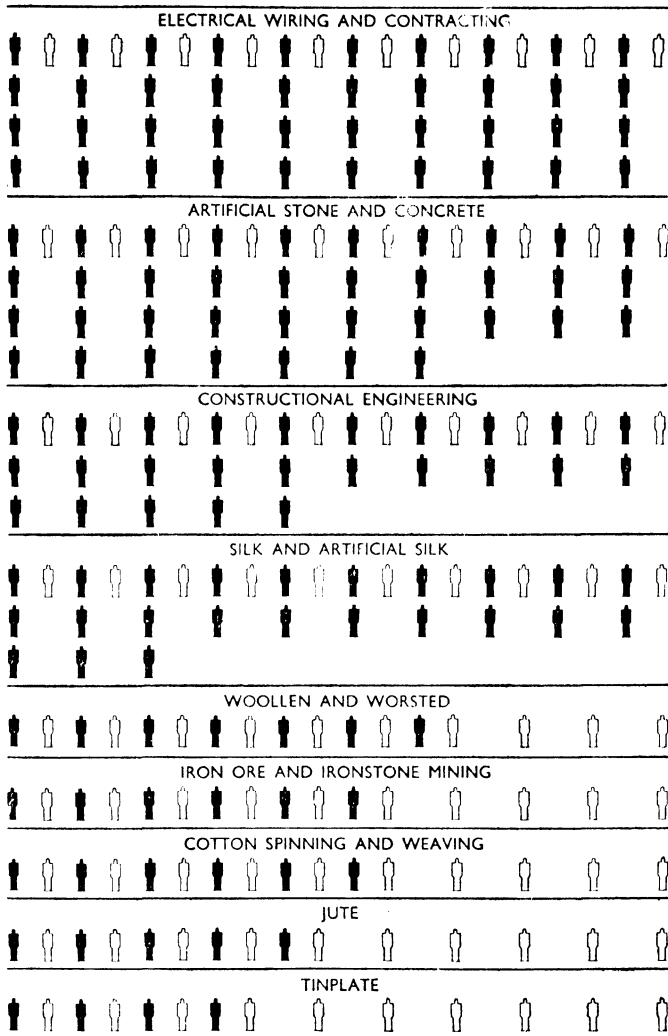 ELECTRICAL WIRING AND CONTRACTING
ARTIFICIAL STONE AND CONCRETE
CONSTRUCTIONAL ENGINEERING
SILK AND ARTIFICIAL SILK
WOOLLEN AND WORSTED
IRON ORE AND IRONSTONE MINING
COTTON SPINNING AND WEAVING
JUTE
TINPLATE